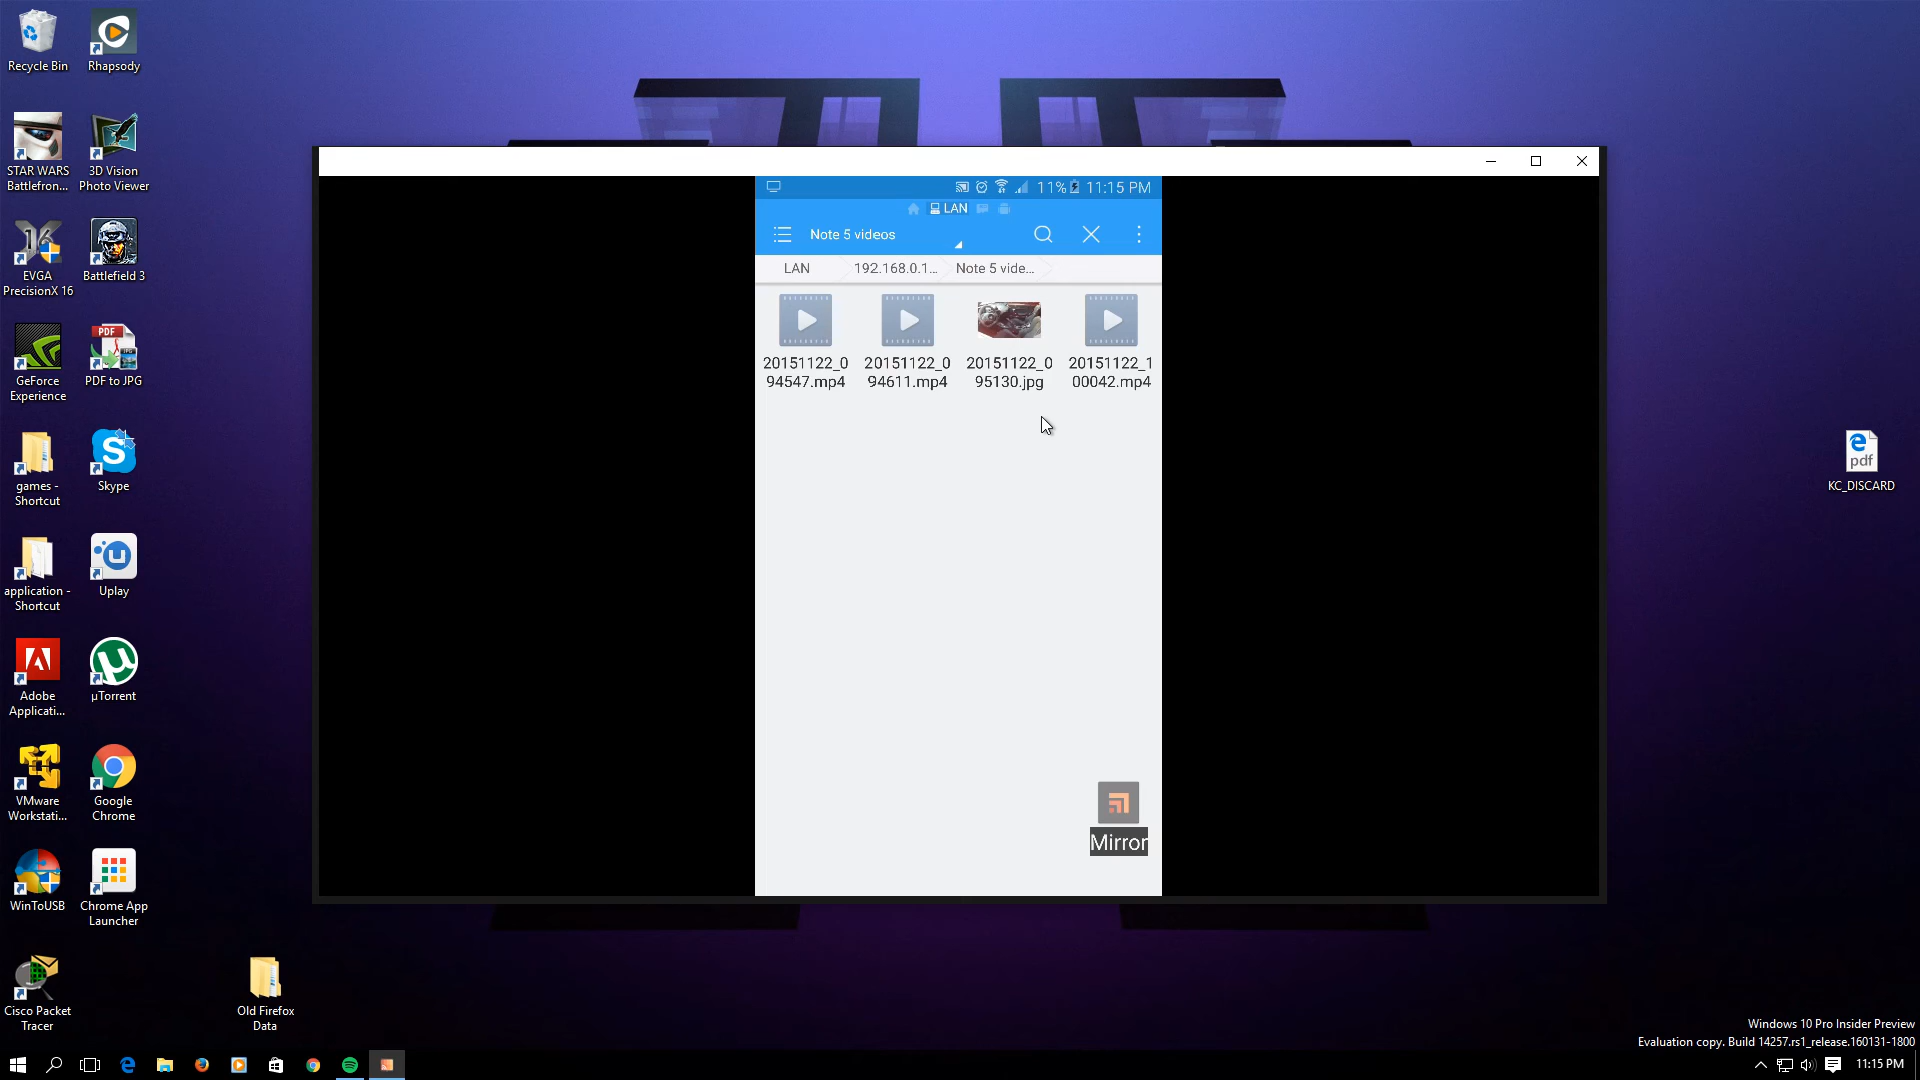 Recycle Bin
Rhapsody
STAR WARS
Battlefron...
3D Vision
Photo Viewer
EVGA
PrecisionX 16
Battlefield 3
GeForce
Experience
PDF
PDF to JPG
games -
Shortcut
Skype
application -
Shortcut
Uplay
Adobe
Applicati...
µTorrent
VMware
Workstati...
Google
Chrome
WinToUSB
Chrome App
Launcher
Cisco Packet
Tracer
Old Firefox
Data
11% 11:15 PM
LAN
Note 5 videos
LAN 192.168.0.1... Note 5 vide...
20151122_0
94547.mp4
20151122_0
94611.mp4
20151122_0
95130.jpg
20151122_1
00042.mp4
Mirror
pdf
KC_DISCARD
Windows 10 Pro Insider Preview
Evaluation copy. Build 14257.rs1_release.160131-1800
11:15 PM